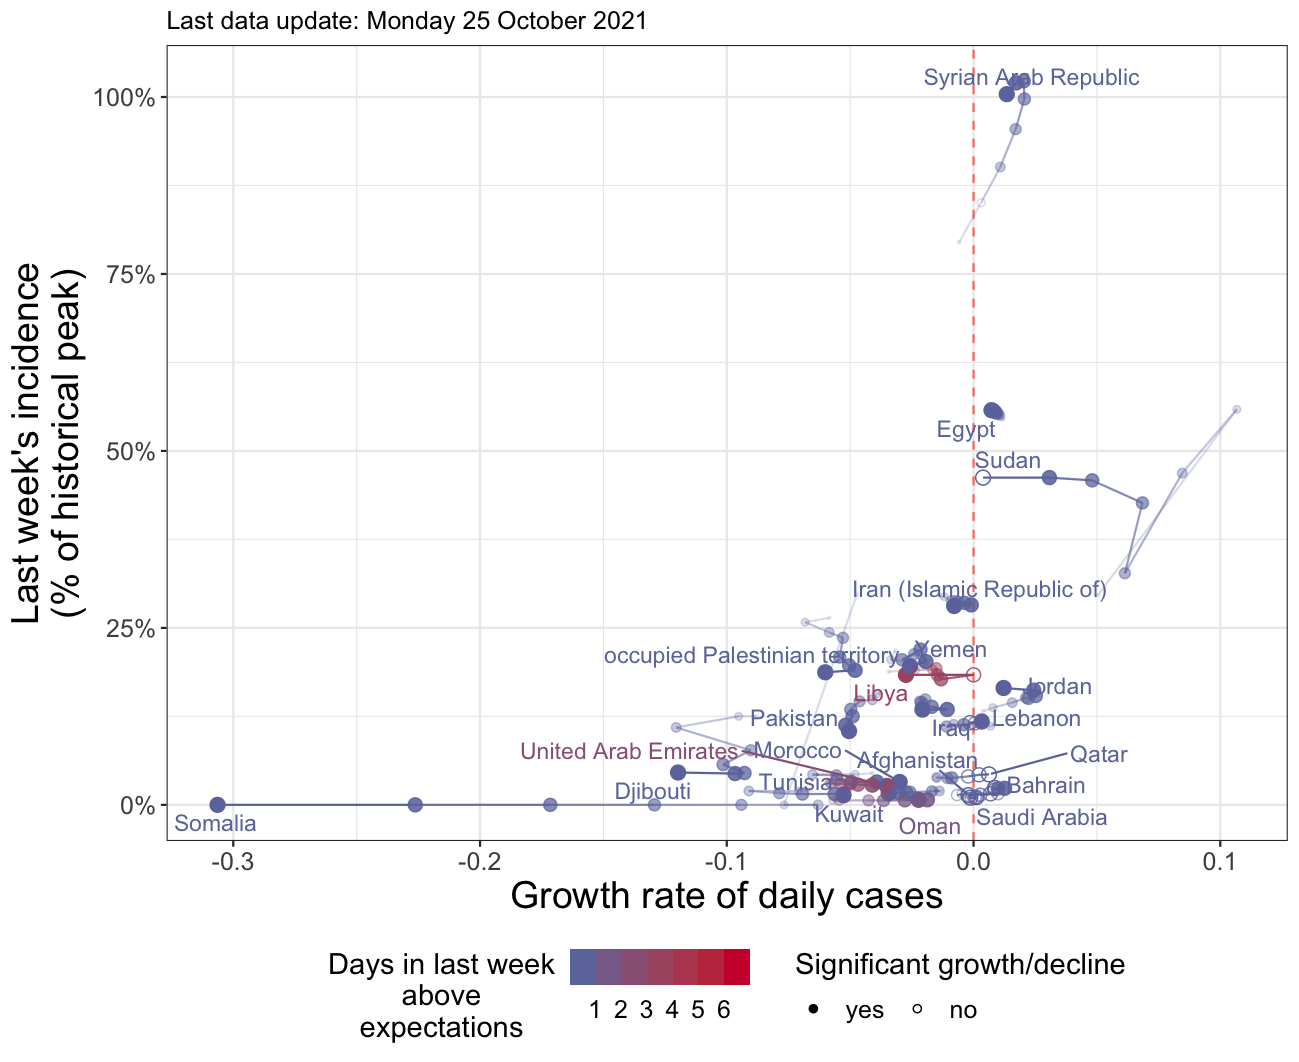 Last data update: Monday 25 October 2021
Last week's incidence
(% of historical peak)
100%
75%
50%
25%
0%
Syrian Arab Republic
Egypt
Sudan
Iran (Islamic Republic of)
occupied Palestinian territory
Yemen
Libya
Jordan
Pakistan
Iraq
Lebanon
United Arab Emirates
Morocco
Afghanistan
Qatar
Djibouti
Tunisia
Bahrain
Somalia
Kuwait
Oman
Saudi Arabia
-0.3 -0.2 -0.1 0.0 0.1
Growth rate of daily cases
Days in last week
above
expectations
1 2 3 4 5 6
Significant growth/decline
yes no